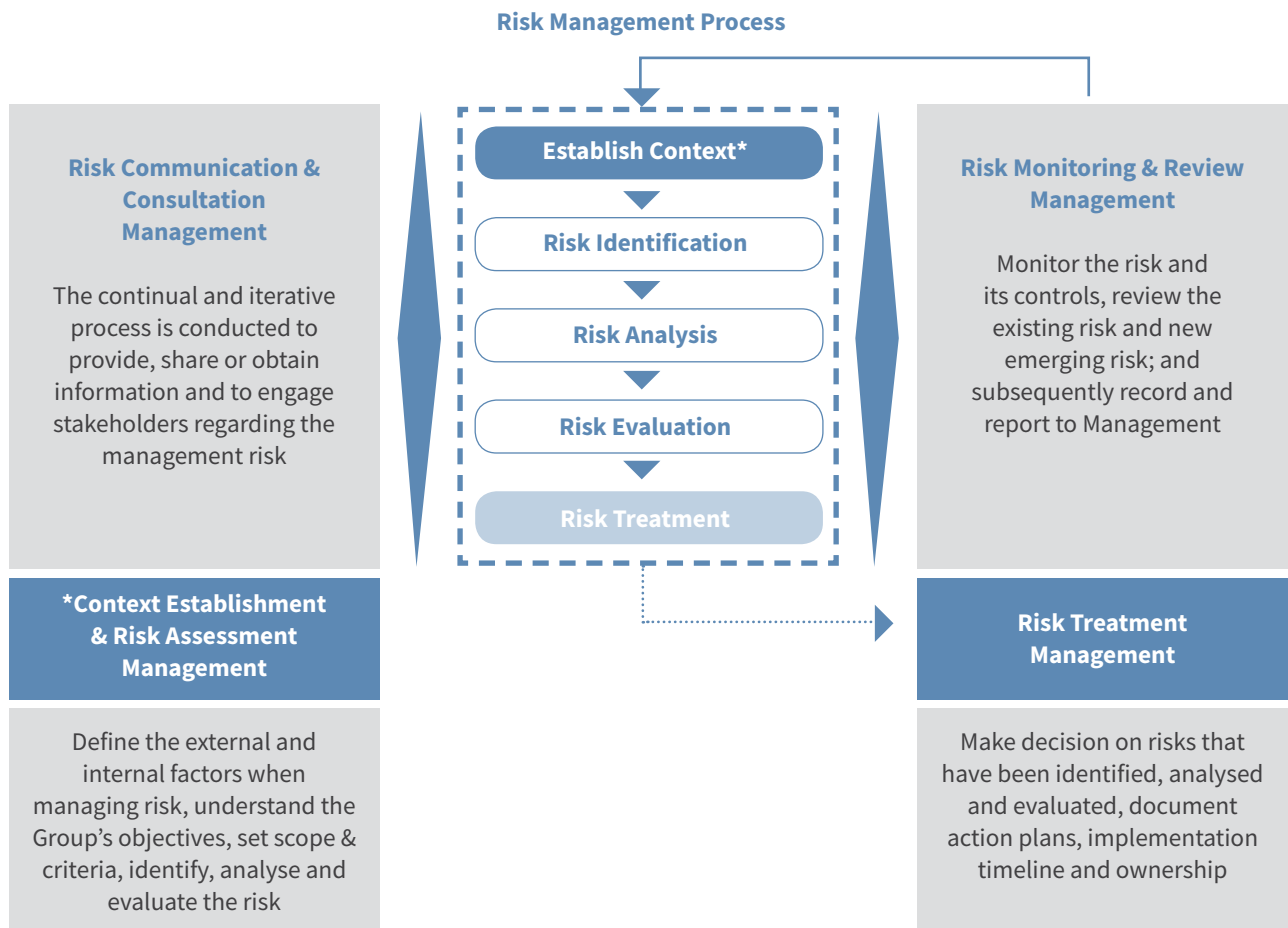 Risk Management Process
Risk Communication &
Consultation
Management
The continual and iterative
process is conducted to
provide, share or obtain
information and to engage
stakeholders regarding the
management risk
Establish Context*
Risk Identification
Risk Analysis
Risk Evaluation
Risk Treatment
Risk Monitoring & Review
Management
Monitor the risk and
its controls, review the
existing risk and new
emerging risk; and
subsequently record and
report to Management
*Context Establishment
& Risk Assessment
Management
Define the external and
internal factors when
managing risk, understand the
Group’s objectives, set scope &
criteria, identify, analyse and
evaluate the risk
Risk Treatment
Management
Make decision on risks that
have been identified, analysed
and evaluated, document
action plans, implementation
timeline and ownership